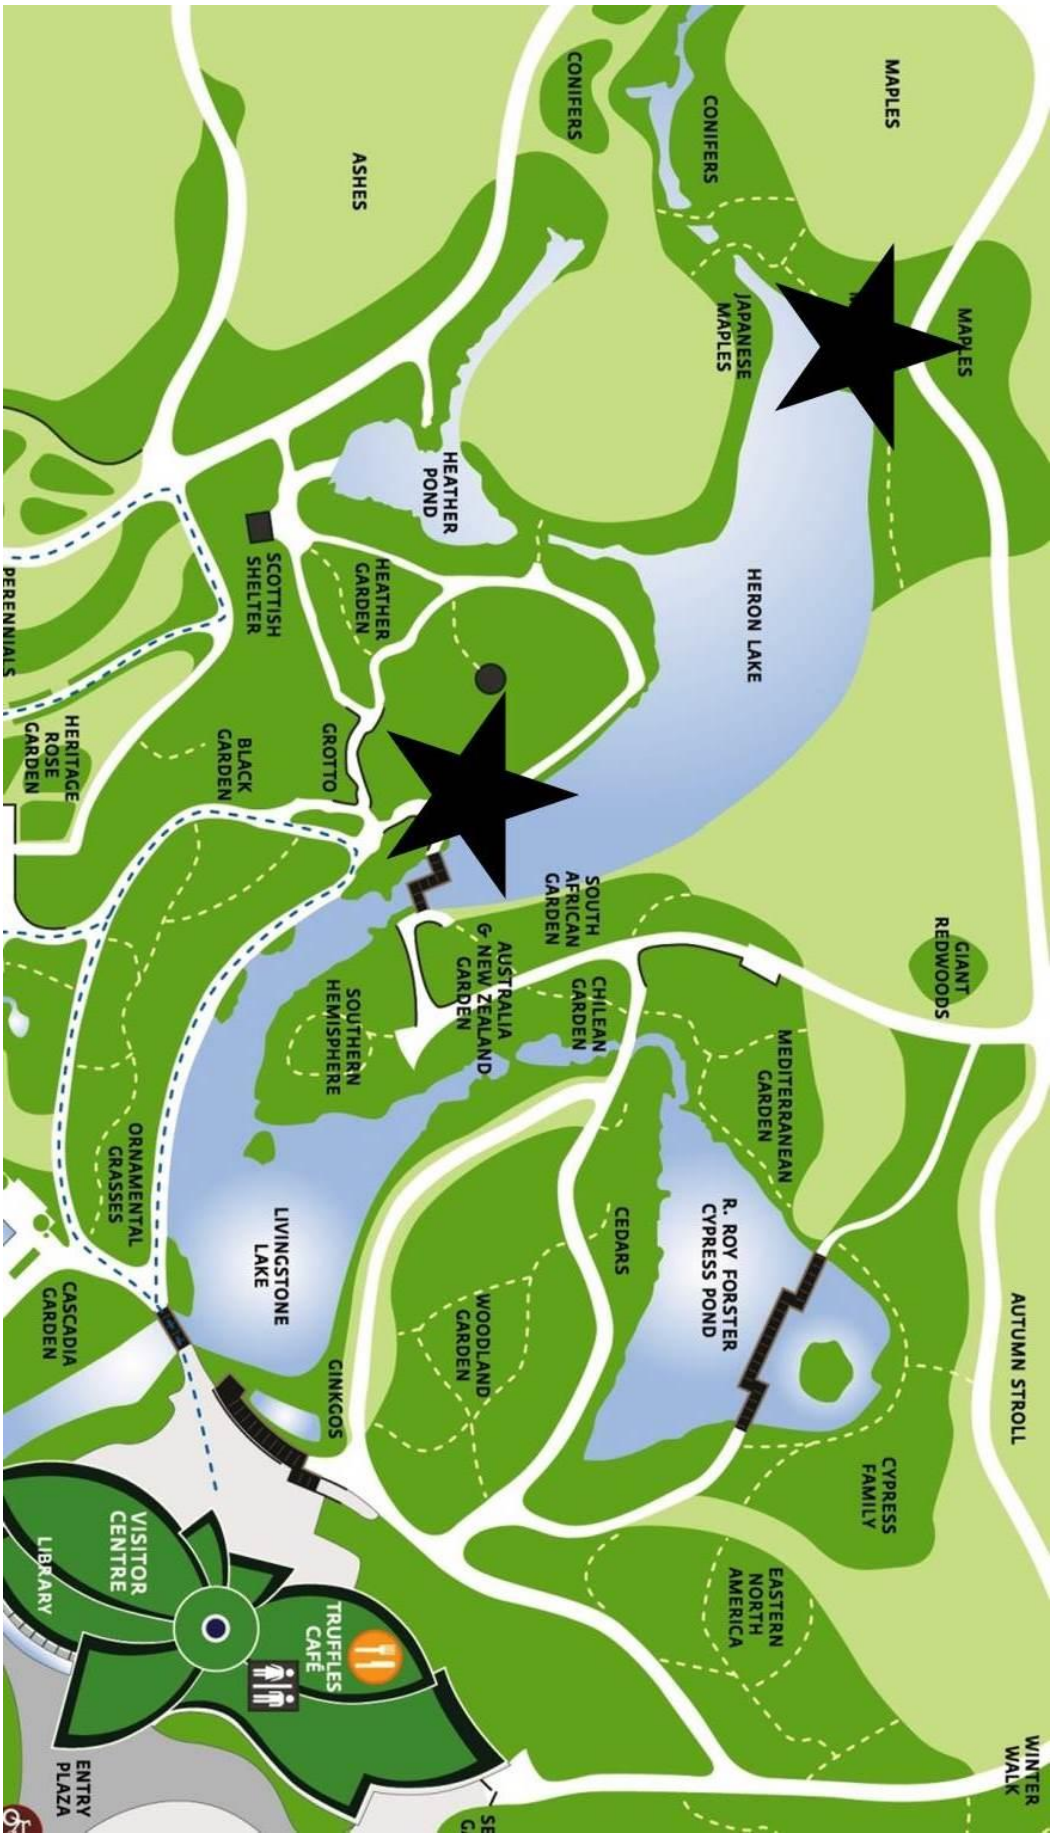 WINTER
WALK
AUTUMN STROLL
MAPLES
GIANT
REDWOODS
MAPLES
CYPRESS
FAMILY
MEDITERRANEAN
GARDEN
EASTERN
NORTH
AMERICA
HERON LAKE
JAPANESE
MAPLES
R. ROY FORSTER
CYPRESS POND
CONIFERS
CEDARS
SOUTH
AFRICAN
GARDEN
CHILEAN
GARDEN
CONIFERS
AUSTRALIA
& NEW ZEALAND
GARDEN
WOODLAND
GARDEN
HEATHER
POND
HEATHER
GARDEN
ASHES
SOUTHERN
HEMISPHERE
GROTTO
GINKGOS
TRUFFLES
CAFÉ
LIVINGSTONE
LAKE
SCOTTISH
SHELTER
BLACK
GARDEN
ORNAMENTAL
GRASSES
VISITOR
CENTRE
ENTRY
PLAZA
HERITAGE
ROSE
GARDEN
CASCADIA
GARDEN
LIBRARY
PERENNIALS